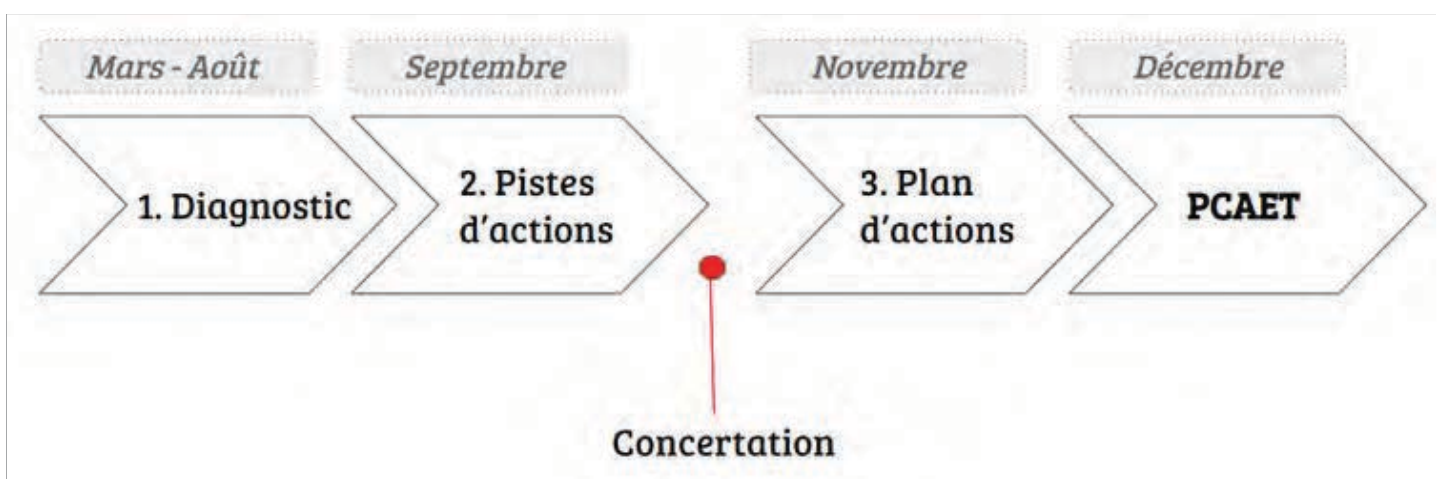 Mars - Août
Septembre
Novembre
Décembre
1. Diagnostic
2. Pistes
d'actions
3. Plan
d'actions
PCAET
Concertation